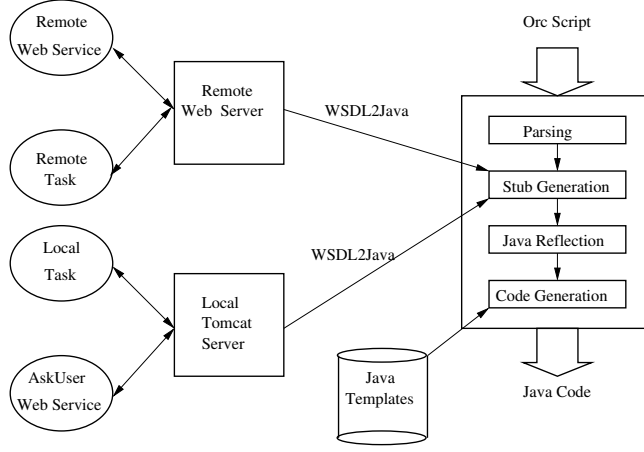 Remote
Web Service
Remote
Task
Local
Task
AskUser
Web Service
Remote
Web Server
Local
Tomcat
Server
WSDL2Java
WSDL2Java
Java
Templates
Orc Script
Parsing
Stub Generation
Java Reflection
Code Generation
Java Code